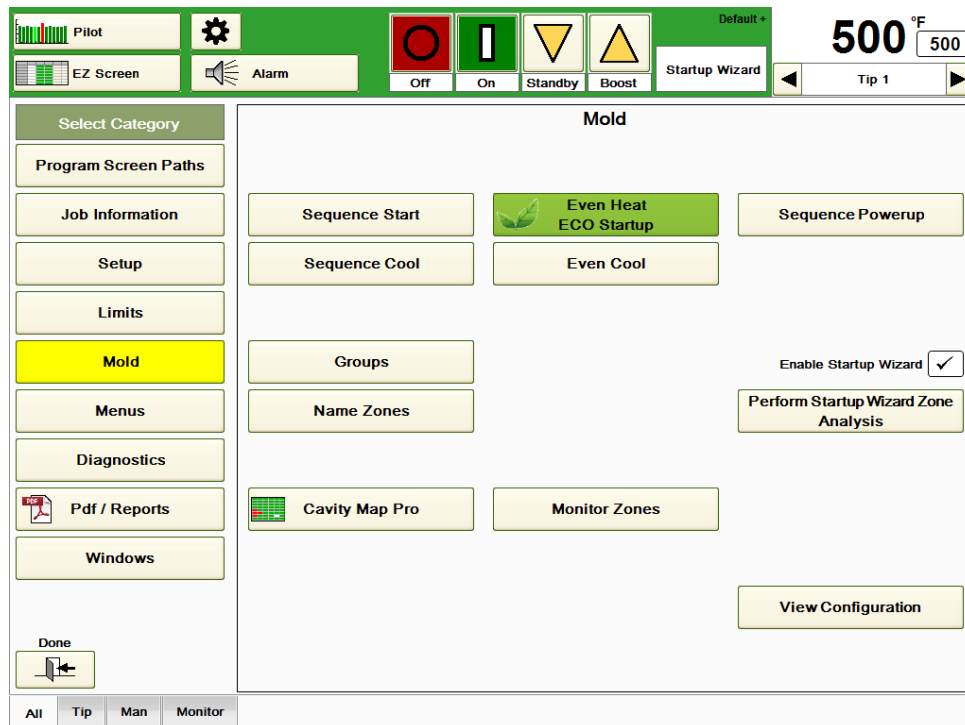 Pilot
EZ Screen
Alarm
Off
On
Standby
Boost
Default +
Startup Wizard
500 °F
500
Tip 1
Select Category
Program Screen Paths
Job Information
Setup
Limits
Mold
Menus
Diagnostics
PDF
Pdf / Reports
Windows
Done
Mold
Sequence Start
Even Heat
ECO Startup
Sequence Powerup
Sequence Cool
Even Cool
Groups
Enable Startup Wizard
Name Zones
Perform Startup Wizard Zone
Analysis
Cavity Map Pro
Monitor Zones
View Configuration
All
Tip
Man
Monitor